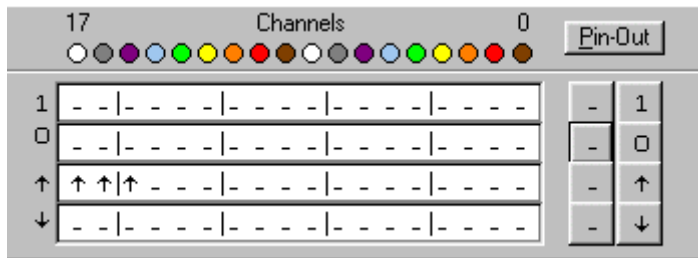 17 Channels 0 Pin-Out
1 - -|- - - -|- - - -|- - - -|- - - - - 1
0 - -|- - - -|- - - -|- - - -|- - - - - 0
↑ ↑ ↑|↑ - - -|- - - -|- - - -|- - - - - ↑
↓ - -|- - - -|- - - -|- - - -|- - - - - ↓